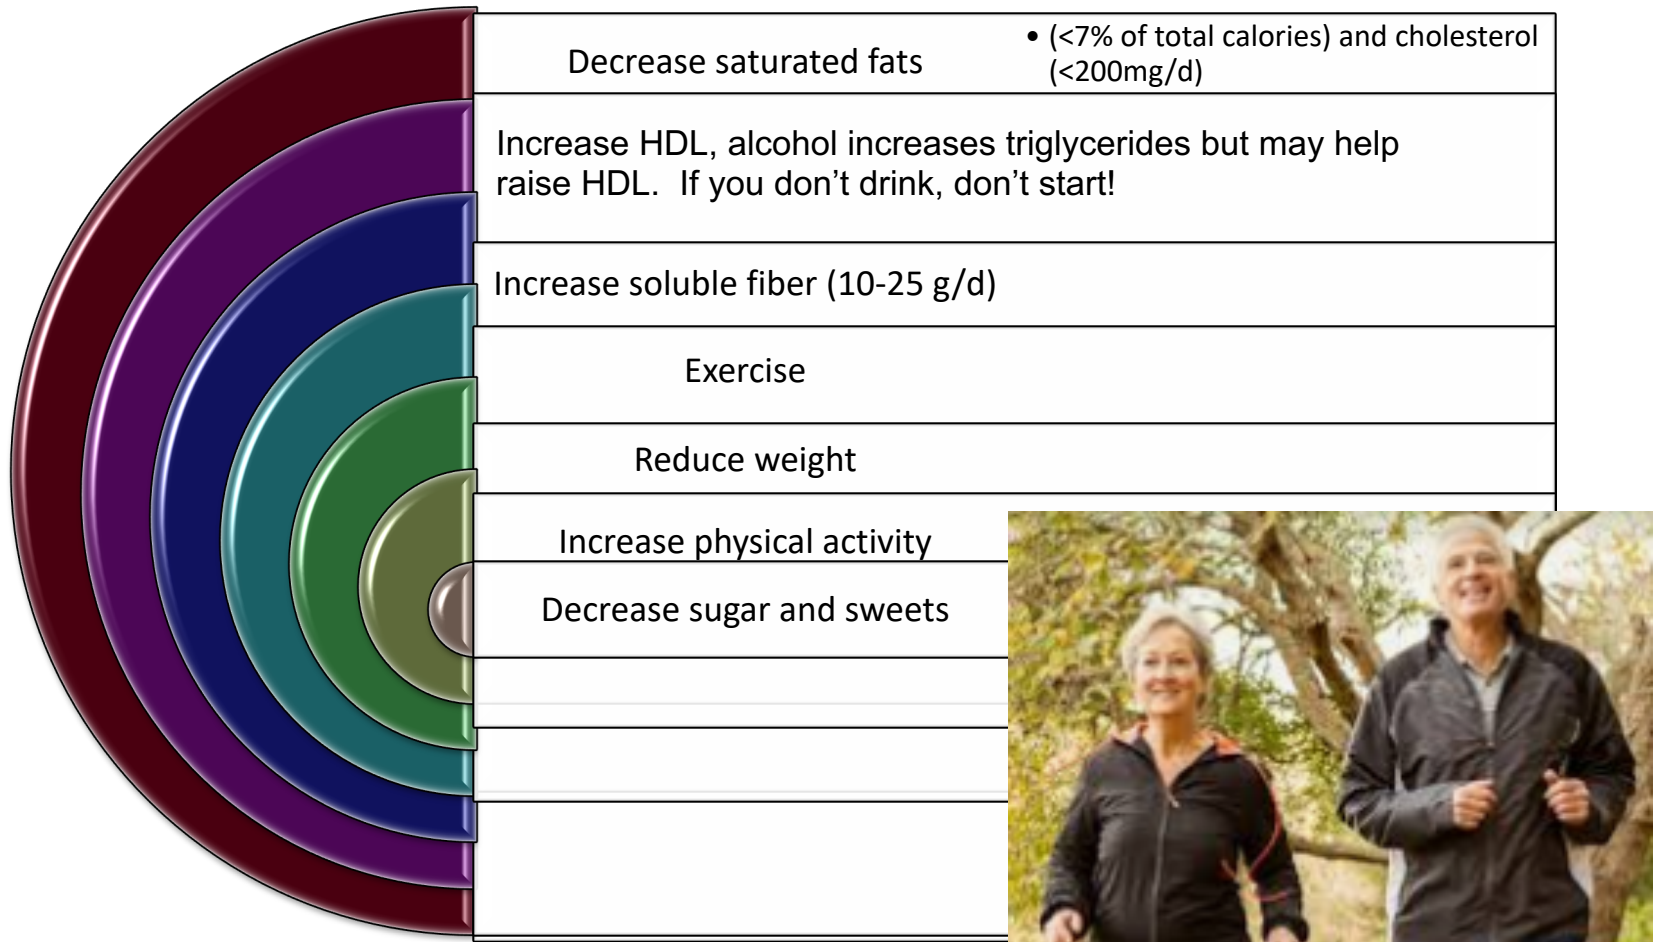 Decrease saturated fats
• (<7% of total calories) and cholesterol
(<200mg/d)
Increase HDL, alcohol increases triglycerides but may help
raise HDL.  If you don’t drink, don’t start!
Increase soluble fiber (10-25 g/d)
Exercise
Reduce weight
Increase physical activity
Decrease sugar and sweets